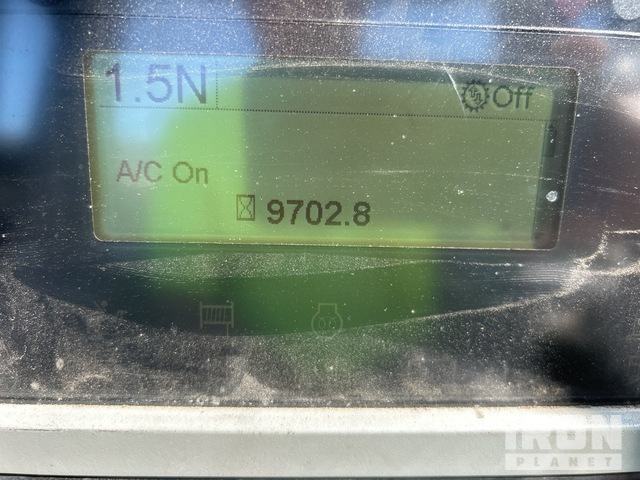 1.5N
Off
A/C On
9702.8
IRON
PLANET